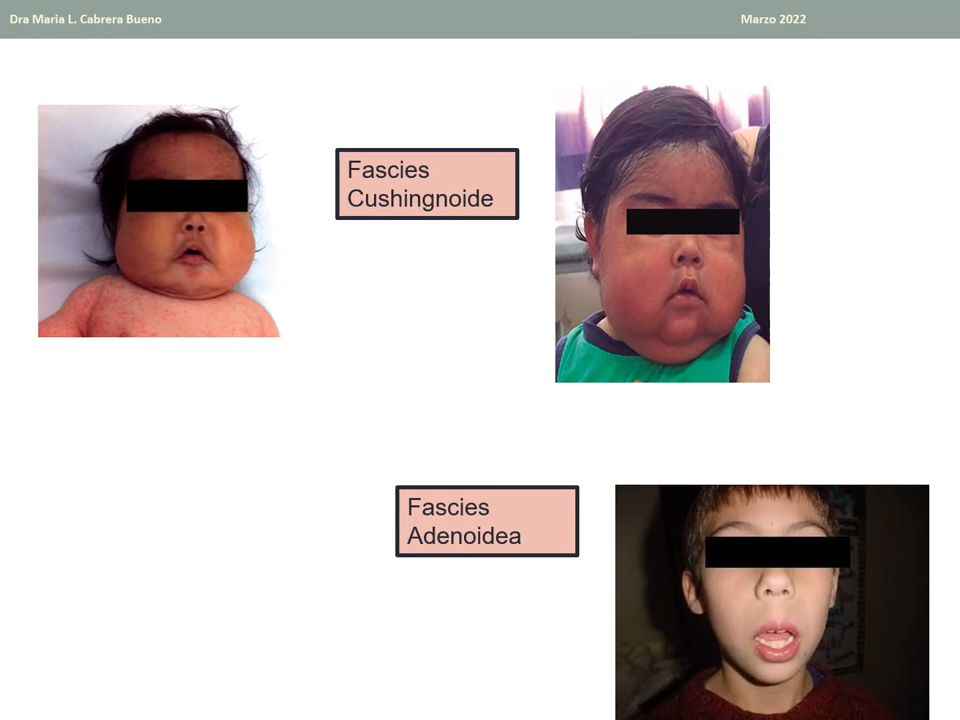 Dra Maria L. Cabrera Bueno
Marzo 2022
Fascies
Cushingnoide
Fascies
Adenoidea